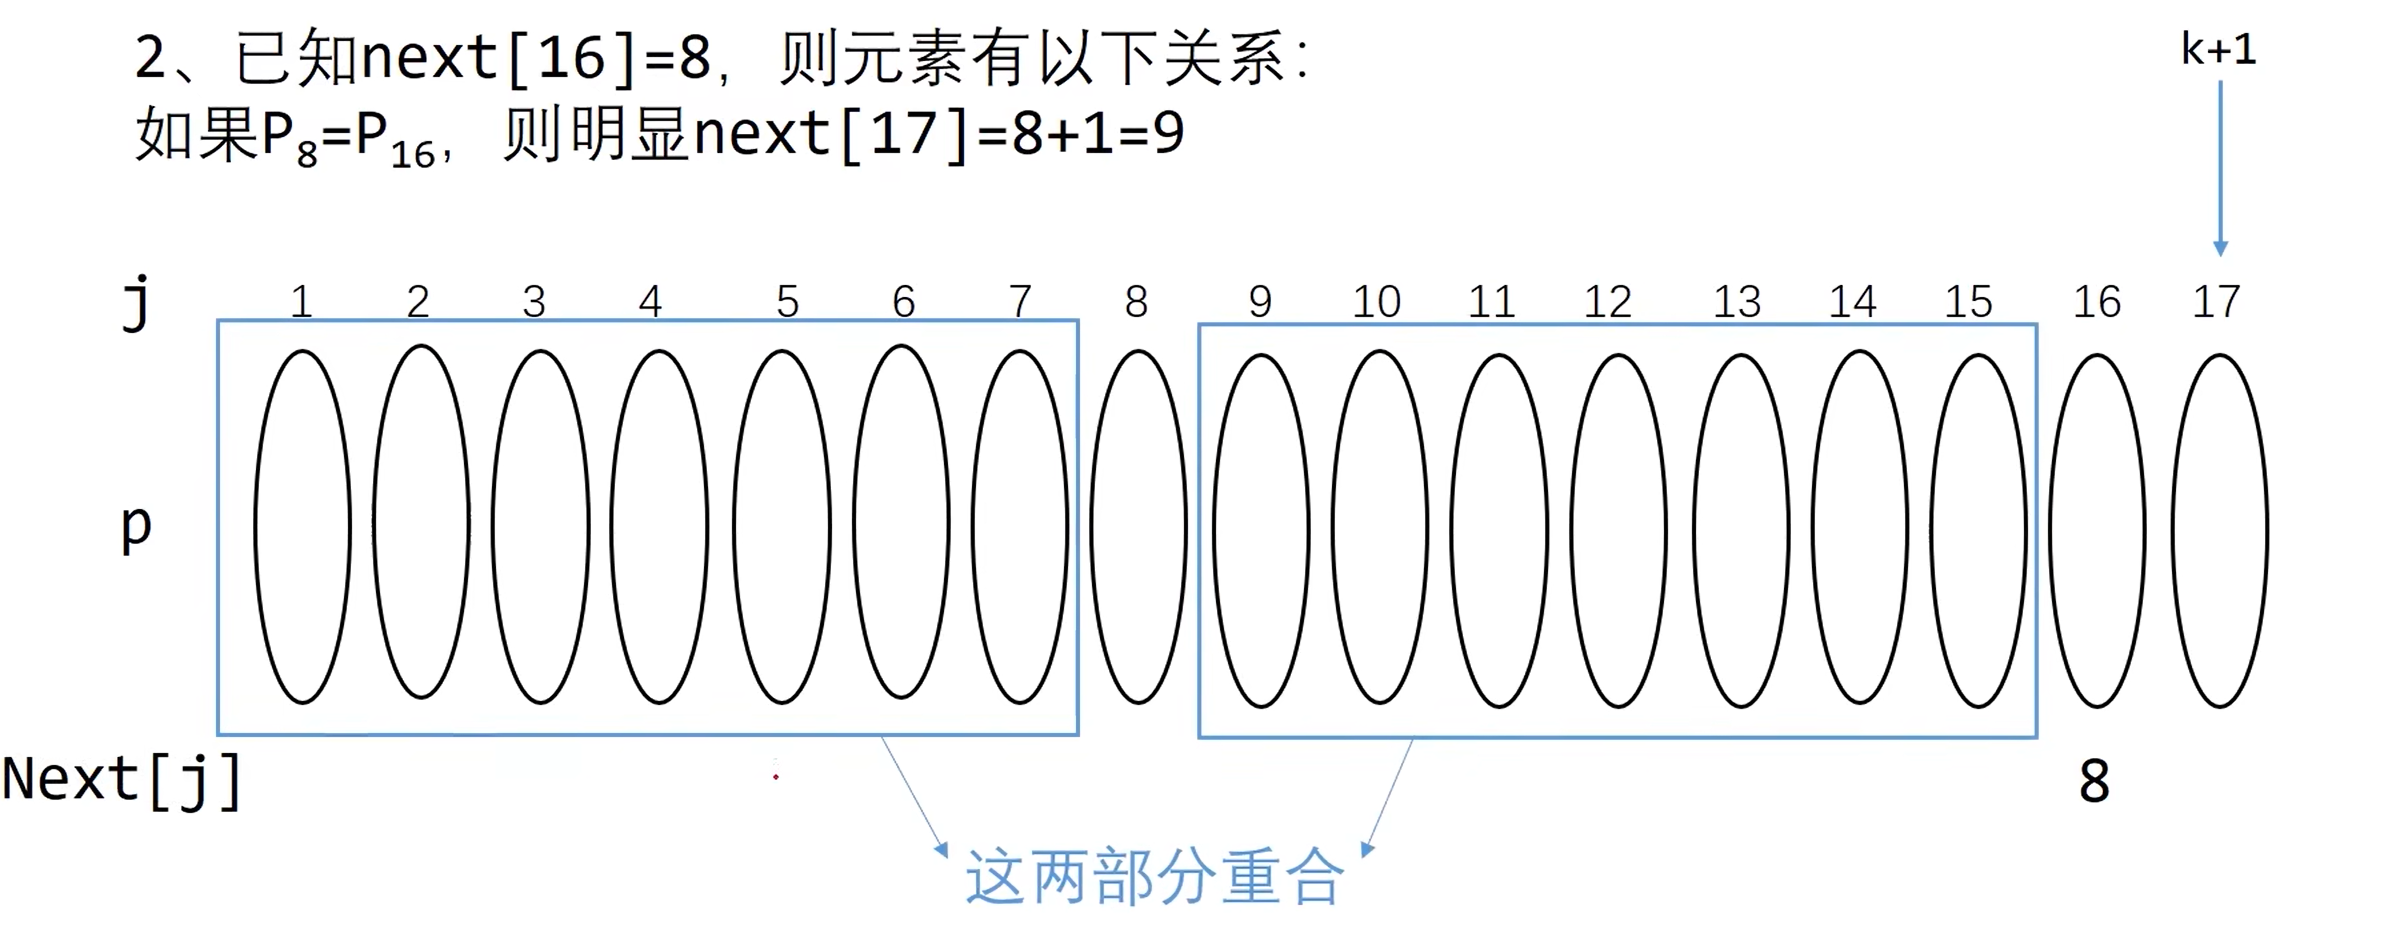 2、已知next[16]=8，则元素有以下关系：
如果P8=P16，则明显next[17]=8+1=9
k+1
j 1 2 3 4 5 6 7 8 9 10 11 12 13 14 15 16 17
p
Next[j] 8
这两部分重合